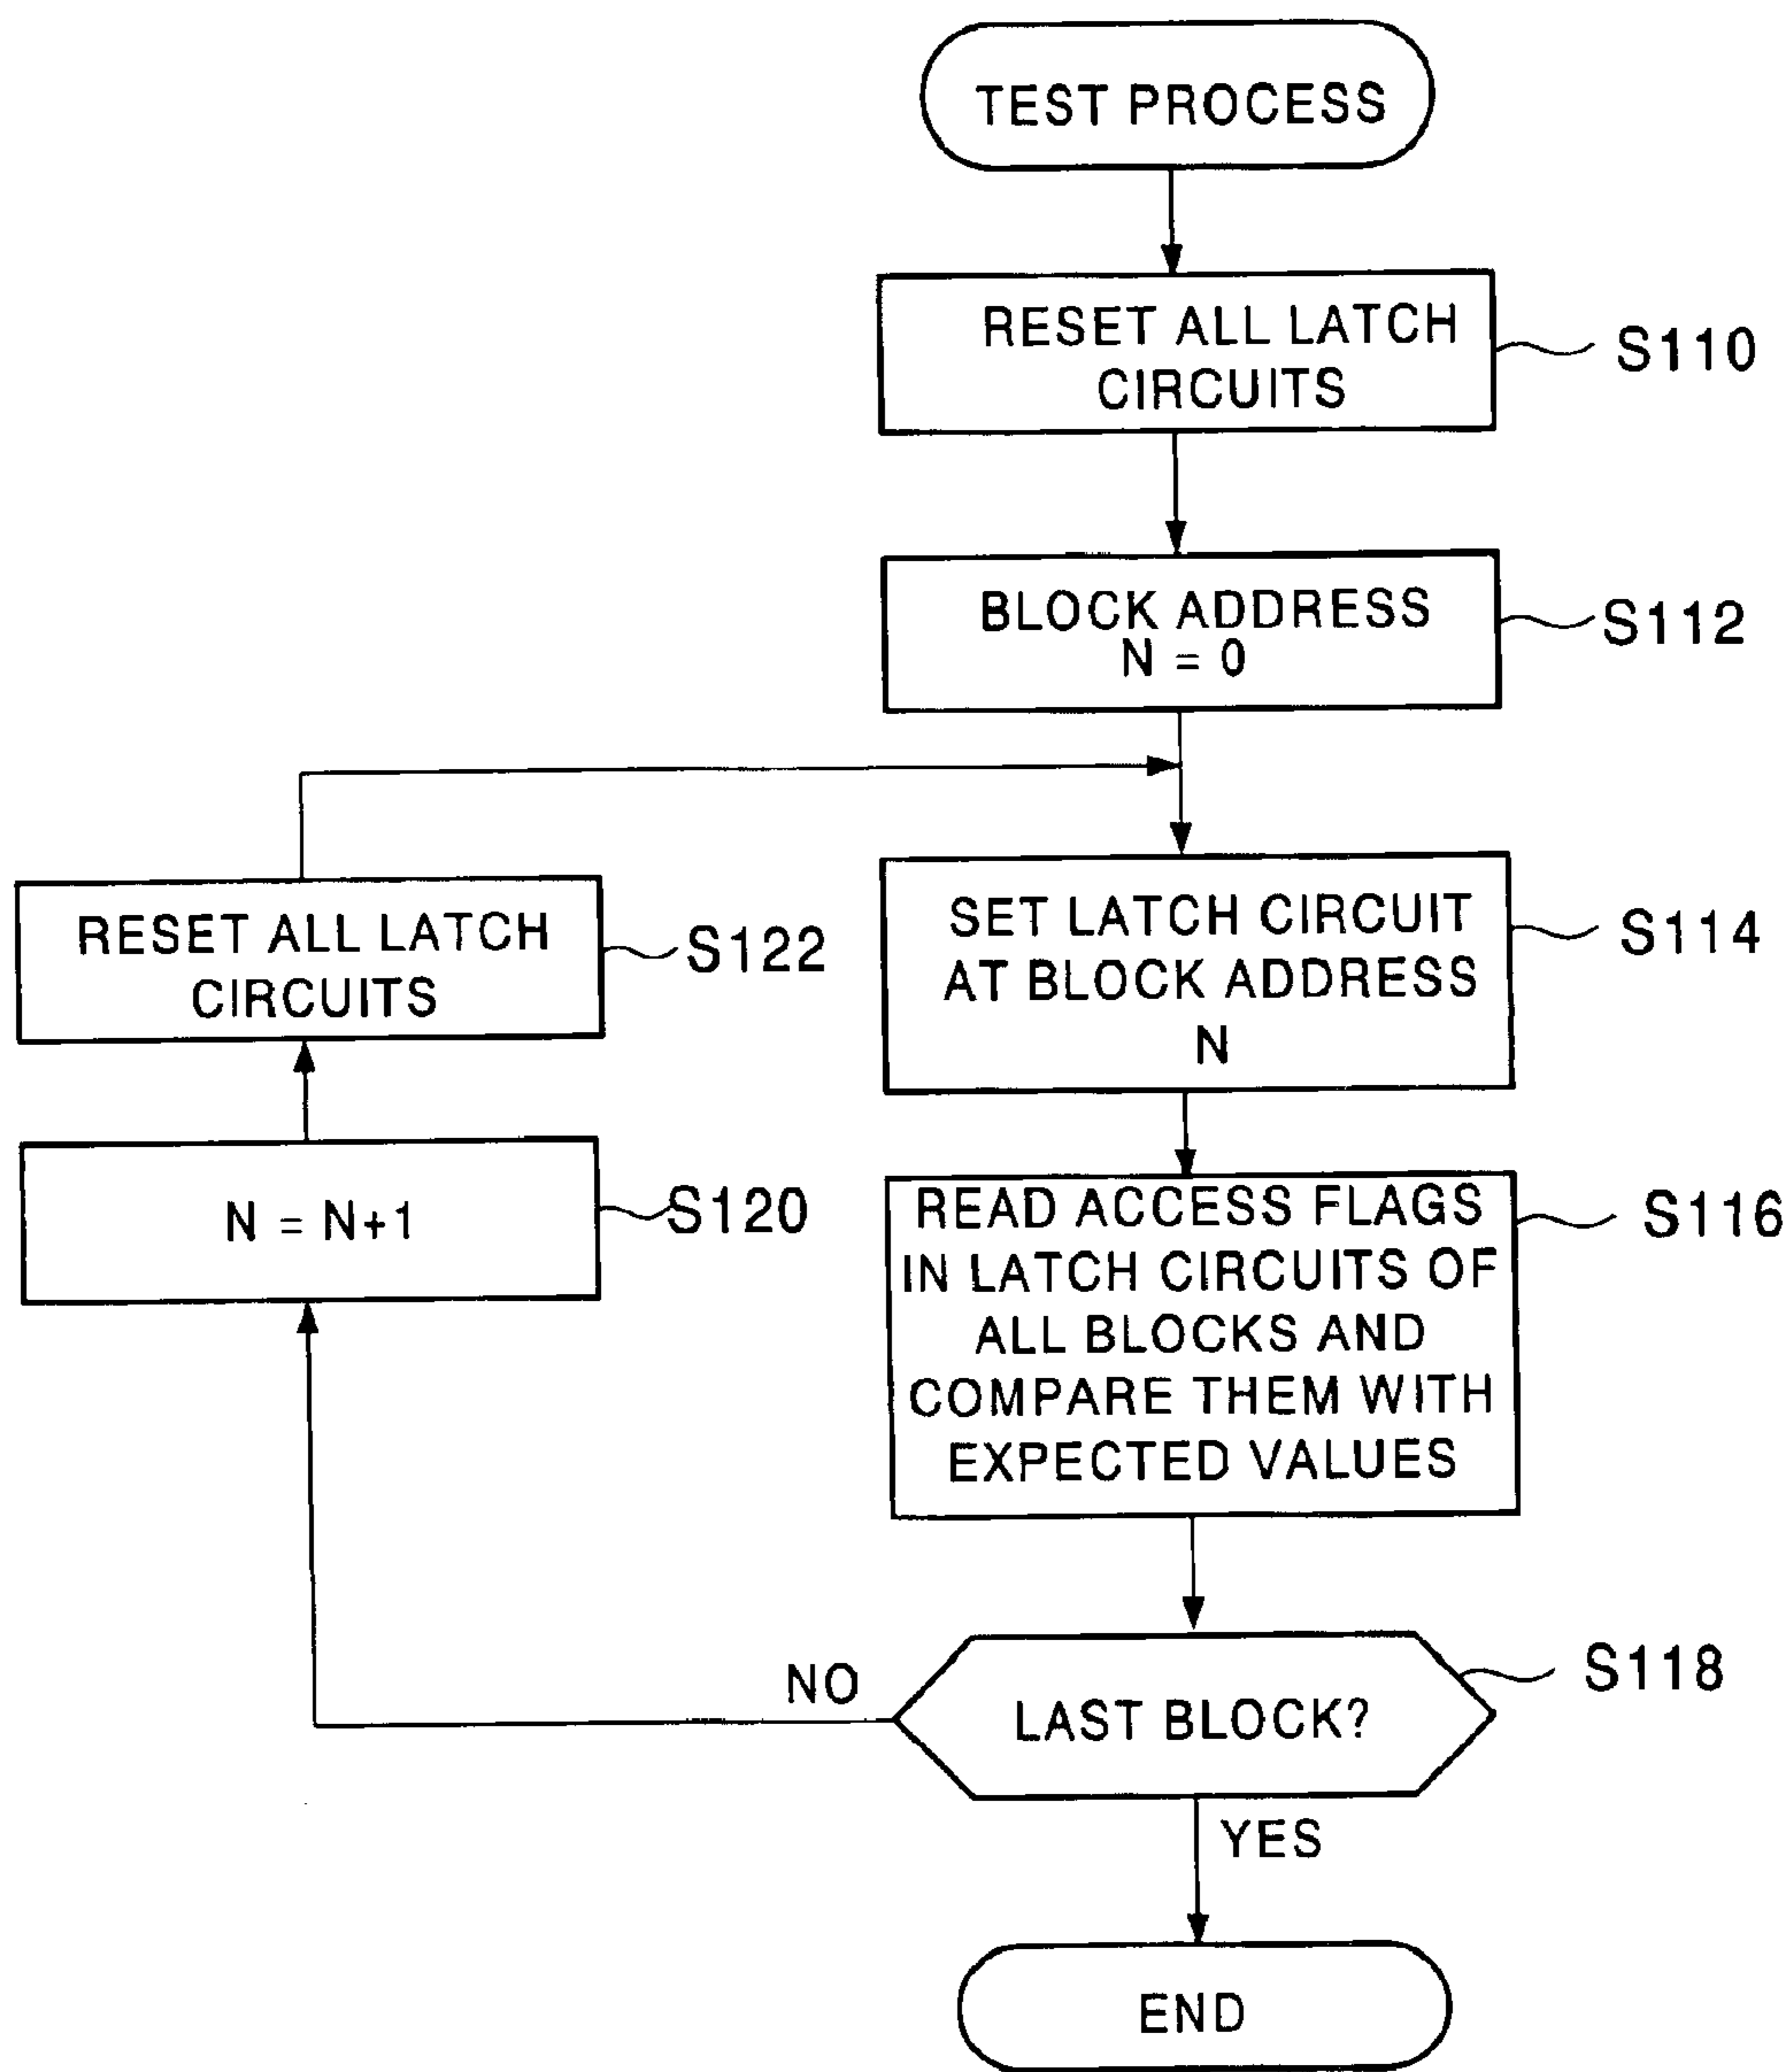 TEST PROCESS
RESET ALL LATCH
CIRCUITS
S110
BLOCK ADDRESS
N = 0
S112
SET LATCH CIRCUIT
AT BLOCK ADDRESS
N
S114
READ ACCESS FLAGS
IN LATCH CIRCUITS OF
ALL BLOCKS AND
COMPARE THEM WITH
EXPECTED VALUES
S116
LAST BLOCK?
S118
NO
YES
N = N+1
S120
RESET ALL LATCH
CIRCUITS
S122
END